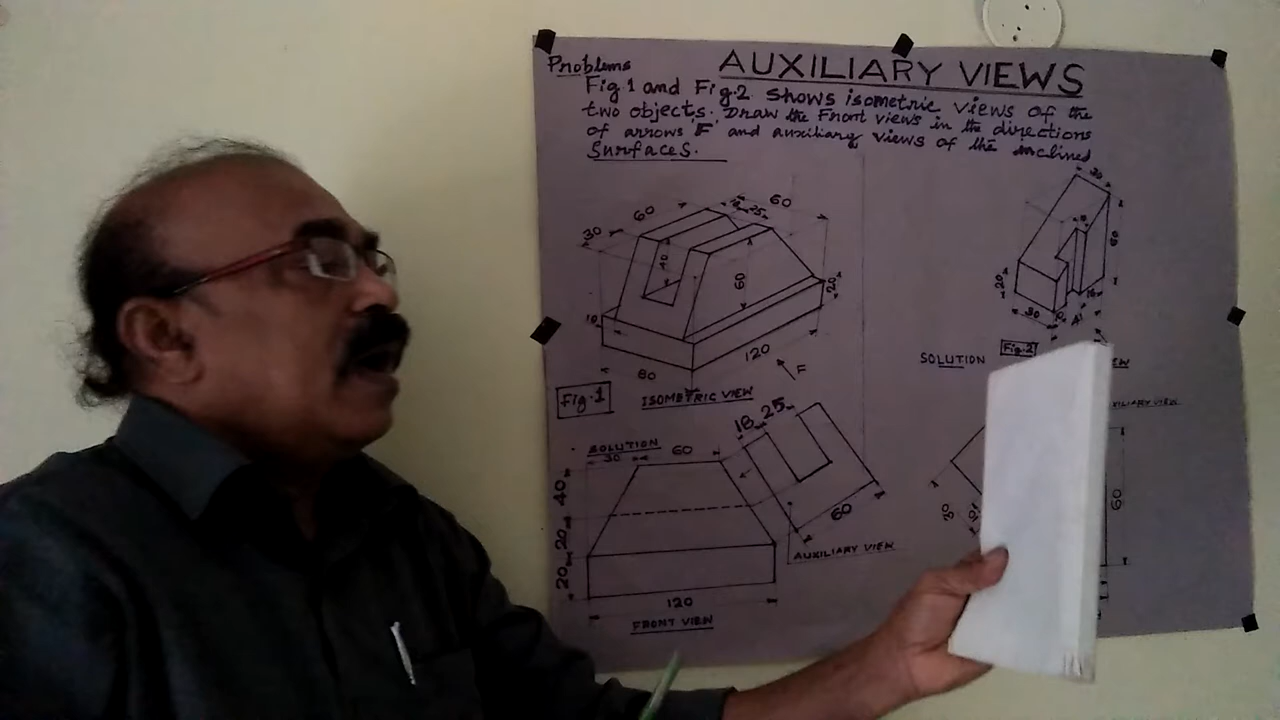 AUXILIARY VIEWS
Problems
Fig.1 and Fig.2 shows isometric views of the
two objects. Draw the Front views in the directions
of arrows 'F' and auxiliary views of the inclined
Surfaces.
60
18 25
60
30
40
60
20
10
80
120
F
Fig.1
ISOMETRIC VIEW
30
60
20
30
Fig.2
SOLUTION
SOLUTION
30 60
18 25
40
20
20
60
AUXILIARY VIEW
120
FRONT VIEW
30
60